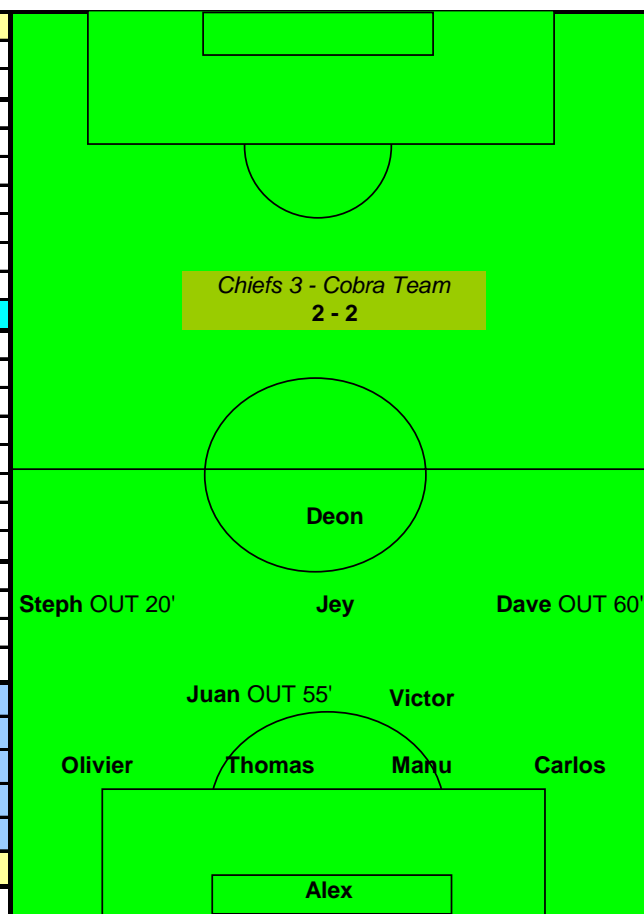 Chiefs 3 - Cobra Team
2 - 2
Deon
Steph OUT 20' Jey Dave OUT 60'
Juan OUT 55' Victor
Olivier Thomas Manu Carlos
Alex